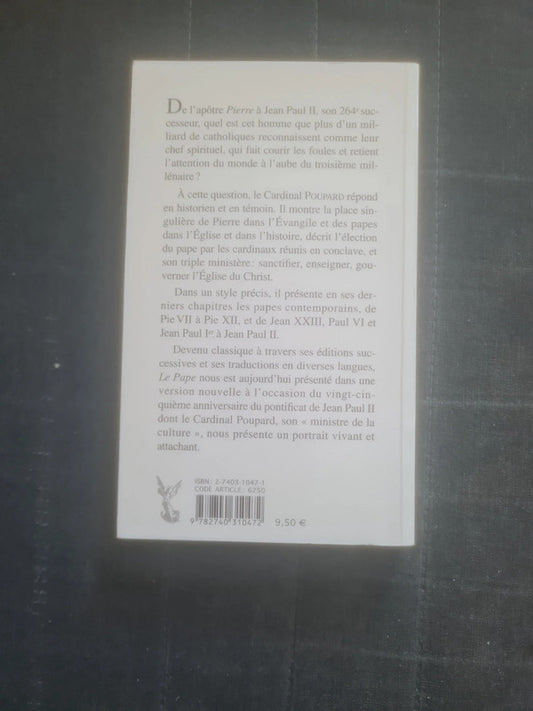 De l'apôtre Pierre à Jean Paul II, son 264e suc-
cesseur, quel est cet homme que plus d'un mil-
liard de catholiques reconnaissent comme leur
chef spirituel, qui fait courir les foules et retient
l'attention du monde à l'aube du troisième mil-
lénaire ?
À cette question, le Cardinal POUPARD répond
en historien et en témoin. Il montre la place sin-
gulière de Pierre dans l'Évangile et des papes
dans l'Église et dans l'histoire, décrit l'élection
du pape par les cardinaux réunis en conclave, et
son triple ministère : sanctifier, enseigner, gou-
verner l'Église du Christ.
Dans un style précis, il présente en ses der-
niers chapitres les papes contemporains, de
Pie VII à Pie XII, et de Jean XXIII, Paul VI et
Jean Paul Ier à Jean Paul II.
Devenu classique à travers ses éditions suc-
cessives et ses traductions en diverses langues,
Le Pape nous est aujourd'hui présenté dans une
version nouvelle à l'occasion du vingt-cin-
quième anniversaire du pontificat de Jean Paul II
dont le Cardinal Poupard, son « ministre de la
culture », nous présente un portrait vivant et
attachant.
ISBN : 2-7403-1047-1
CODE ARTICLE : 6250
9 782740 310472
9,50 €